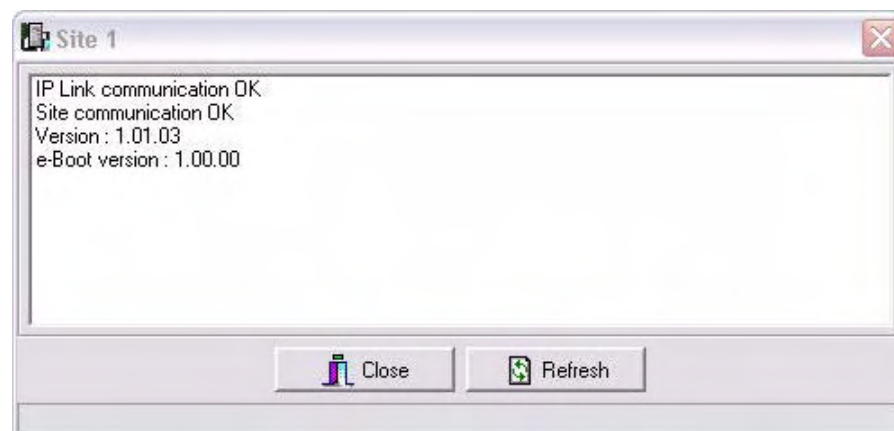 Site 1
IP Link communication OK
Site communication OK
Version : 1.01.03
e-Boot version : 1.00.00
Close
Refresh